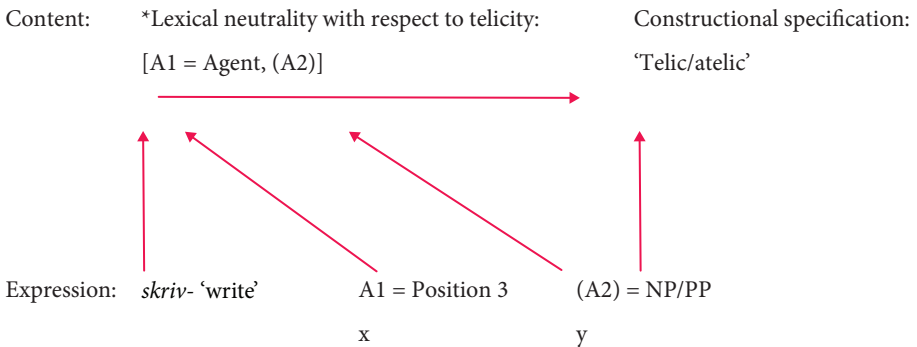 Content: *Lexical neutrality with respect to telicity: Constructional specification:
[A1 = Agent, (A2)] ‘Telic/atelic’
Expression: skriv- ‘write’ A1 = Position 3 (A2) = NP/PP
x y